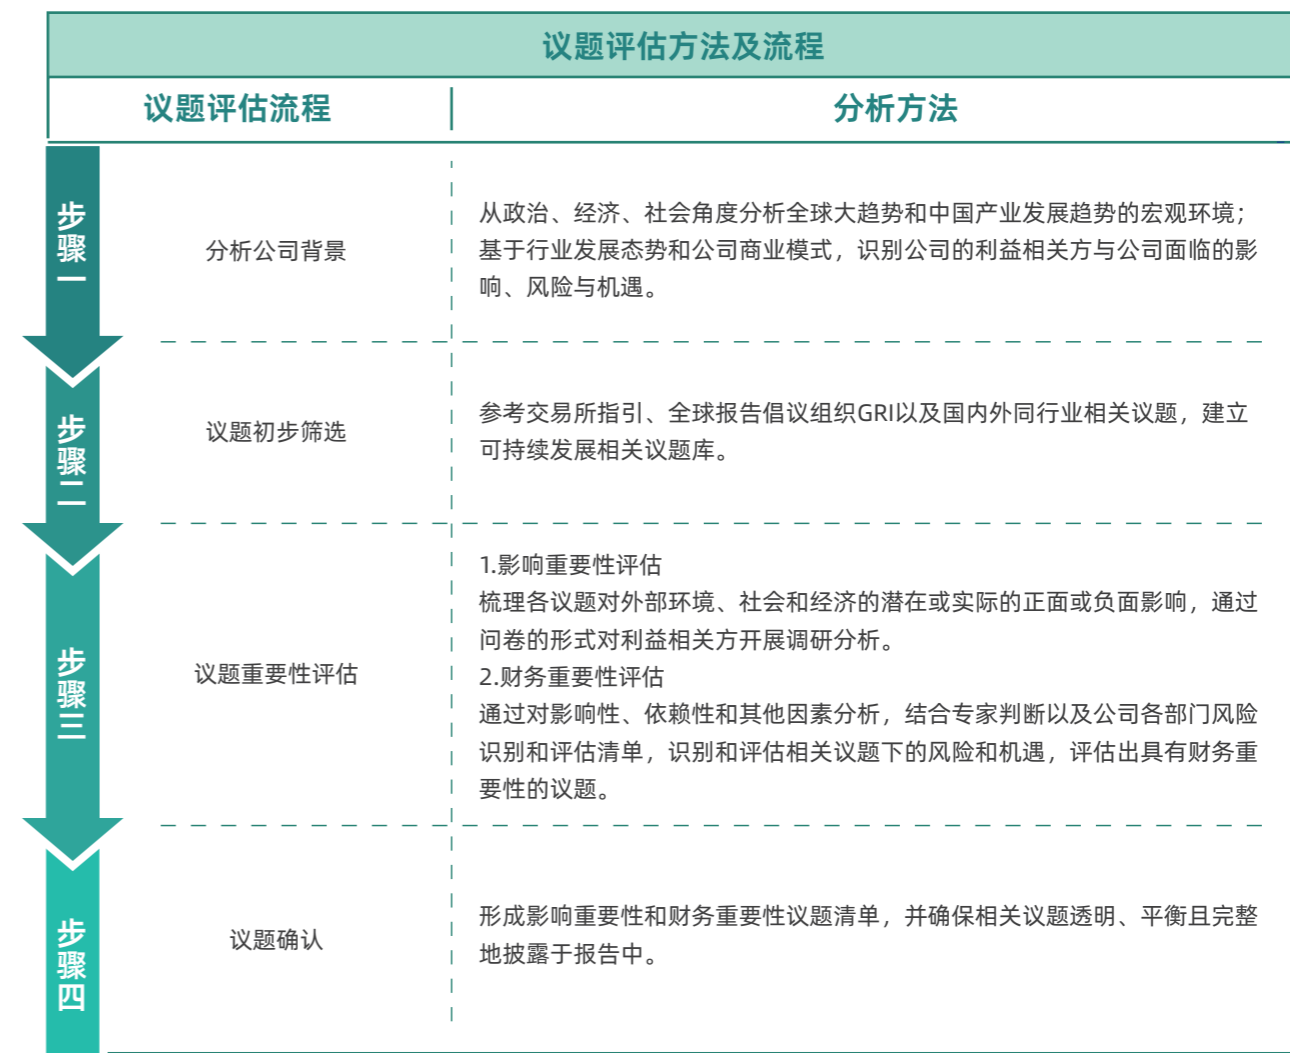 议题评估方法及流程
议题评估流程
分析方法
步骤一
分析公司背景
从政治、经济、社会角度分析全球大趋势和中国产业发展趋势的宏观环境；
基于行业发展态势和公司商业模式，识别公司的利益相关方与公司面临的影
响、风险与机遇。
步骤二
议题初步筛选
参考交易所指引、全球报告倡议组织GRI以及国内外同行业相关议题，建立
可持续发展相关议题库。
步骤三
议题重要性评估
1.影响重要性评估
梳理各议题对外部环境、社会和经济的潜在或实际的正面或负面影响，通过
问卷的形式对利益相关方开展调研分析。
2.财务重要性评估
通过对影响性、依赖性和其他因素分析，结合专家判断以及公司各部门风险
识别和评估清单，识别和评估相关议题下的风险和机遇，评估出具有财务重
要性的议题。
步骤四
议题确认
形成影响重要性和财务重要性议题清单，并确保相关议题透明、平衡且完整
地披露于报告中。